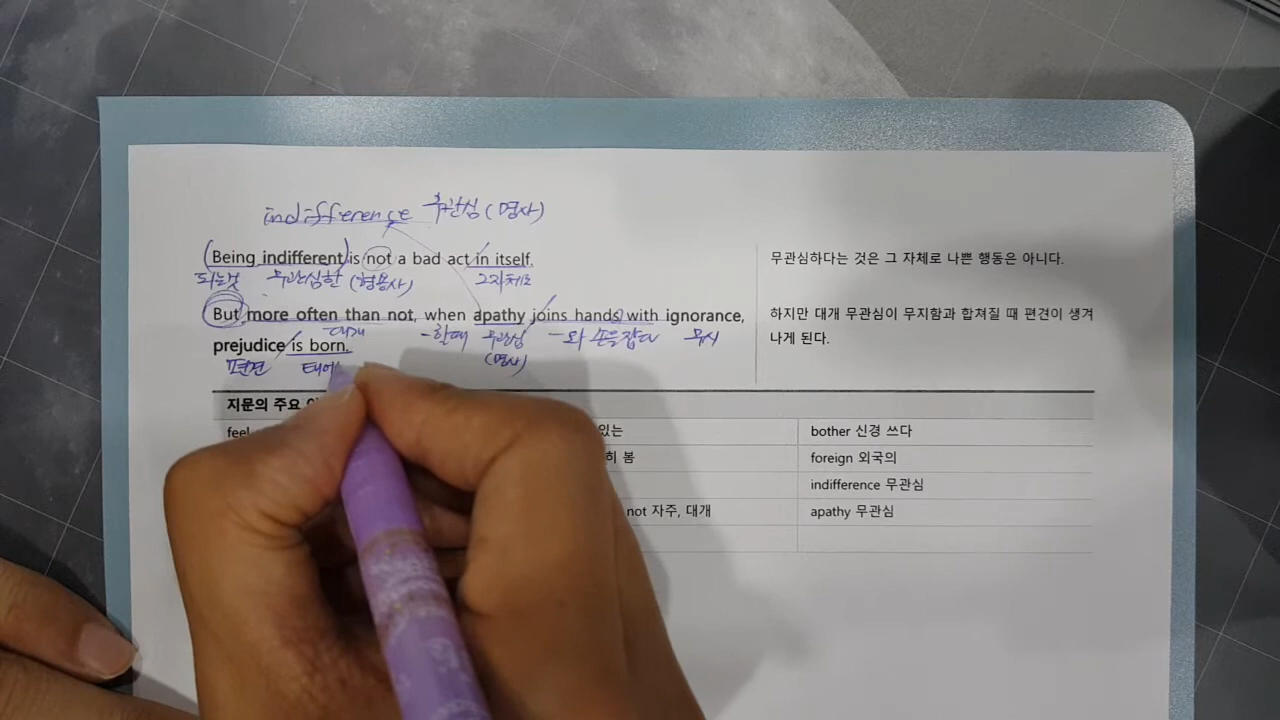 indifference 무관심 (명사)
Being indifferent is not a bad act in itself.
무관심하다는 것은 그 자체로 나쁜 행동은 아니다.
되는것 무관심한 (형용사) 그자체로
But more often than not, when apathy joins hands with ignorance,
하지만 대개 무관심이 무지함과 합쳐질 때 편견이 생겨
대개 ~할때 무관심 ~와 손을잡다 무시
prejudice is born.
나게 된다.
(명사)
편견 태어
지문의 주요
feel 있는 bother 신경 쓰다
히 봄 foreign 외국의
indifference 무관심
not 자주, 대개 apathy 무관심